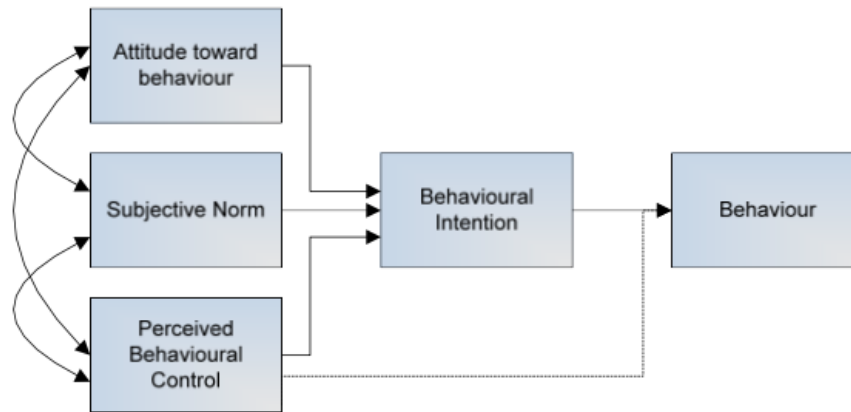 Attitude toward
behaviour
Subjective Norm
Perceived
Behavioural
Control
Behavioural
Intention
Behaviour